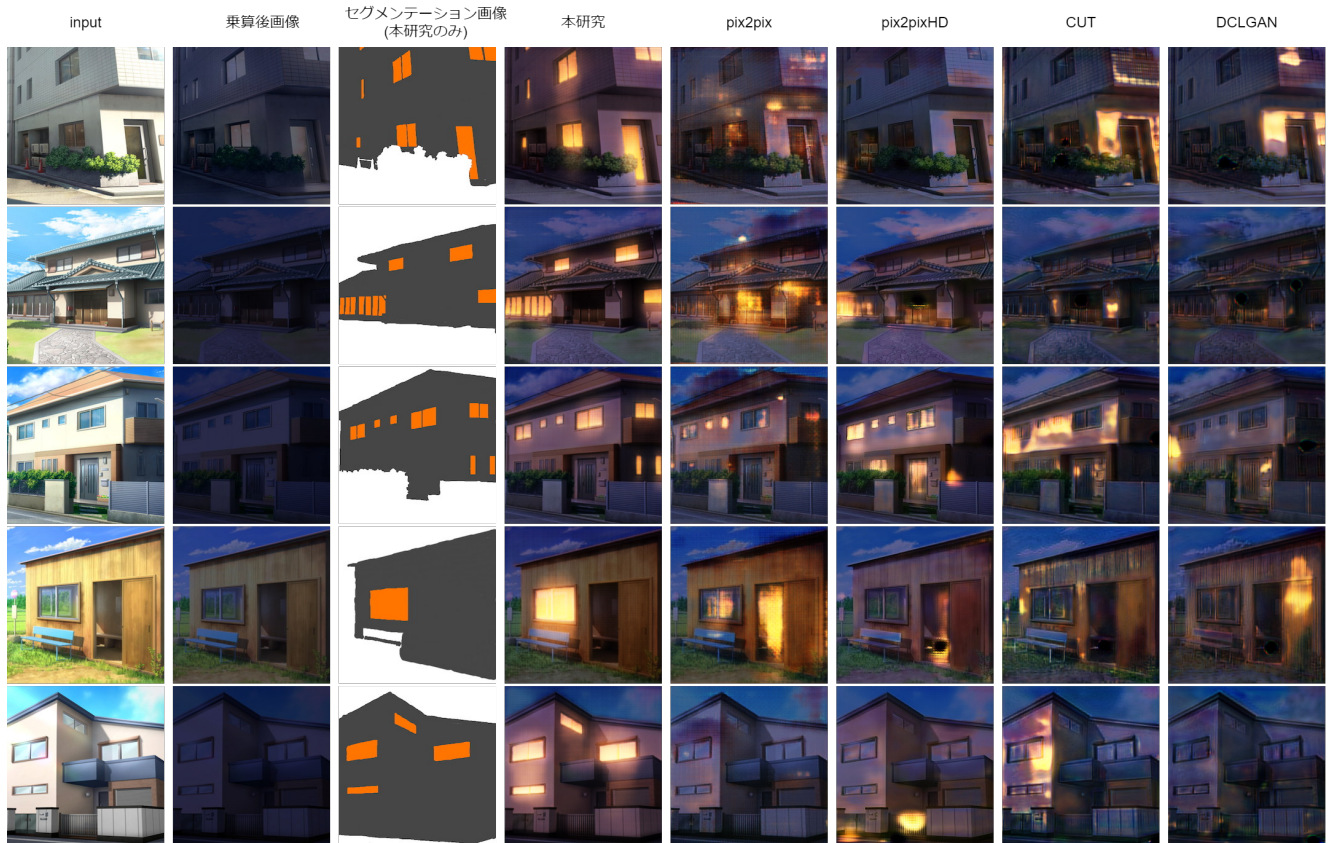 input
乗算後画像
セグメンテーション画像
(本研究のみ)
本研究
pix2pix
pix2pixHD
CUT
DCLGAN